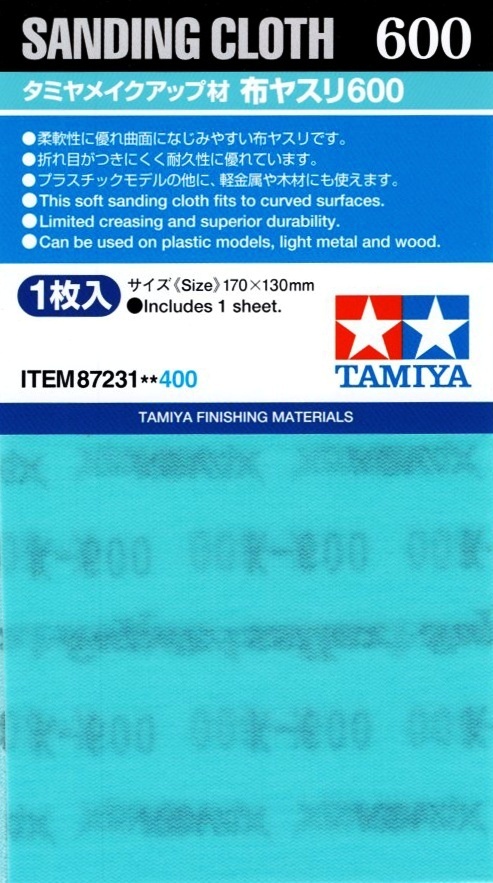 SANDING CLOTH 600
タミヤメイクアップ材 布ヤスリ600
●柔軟性に優れ曲面になじみやすい布ヤスリです。
●折れ目がつきにくく耐久性に優れています。
●プラスチックモデルの他に、軽金属や木材にも使えます。
●This soft sanding cloth fits to curved surfaces.
●Limited creasing and superior durability.
●Can be used on plastic models, light metal and wood.
1枚入
サイズ《Size》170×130mm
●Includes 1 sheet.
ITEM 87231**400
TAMIYA
TAMIYA FINISHING MATERIALS